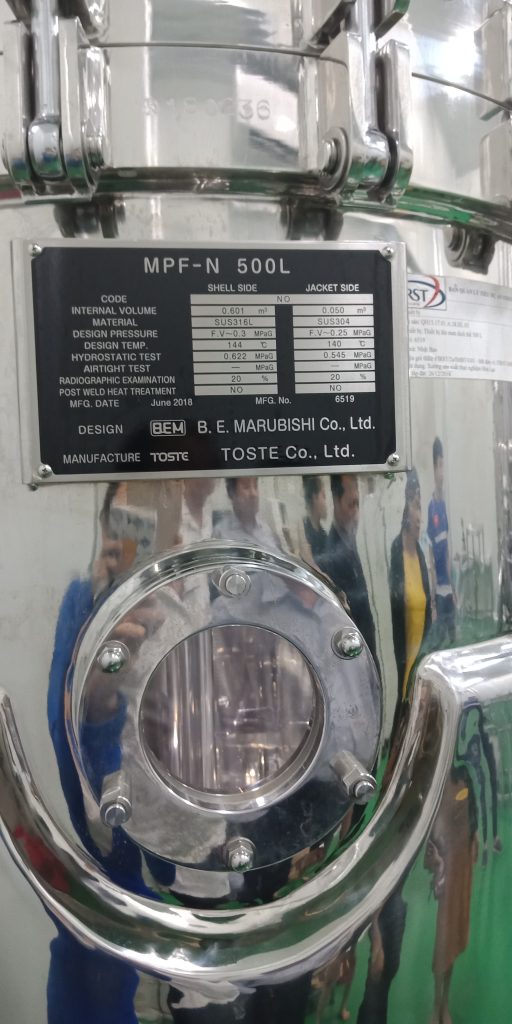 MPF-N 500L
SHELL SIDE JACKET SIDE
CODE NO
INTERNAL VOLUME 0.601 m³ 0.050 m³
MATERIAL SUS316L SUS304
DESIGN PRESSURE F.V~0.3 MPaG F.V~0.25 MPaG
DESIGN TEMP. 144 ℃ 140 ℃
HYDROSTATIC TEST 0.622 MPaG 0.545 MPaG
AIRTIGHT TEST — MPaG — MPaG
RADIOGRAPHIC EXAMINATION 20 % 20 %
POST WELD HEAT TREATMENT NO NO
MFG. DATE June 2018 MFG. No. 6519
DESIGN BEM B. E. MARUBISHI Co., Ltd.
MANUFACTURE TOSTE TOSTE Co., Ltd.
RST